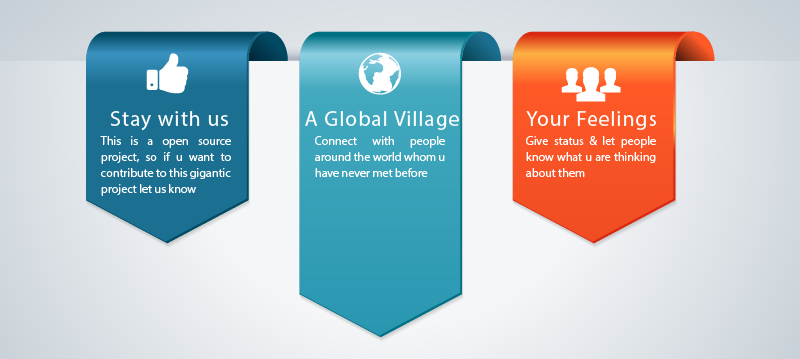 Stay with us
This is a open source
project, so if u want to
contribute to this gigantic
project let us know
A Global Village
Connect with people
around the world whom u
have never met before
Your Feelings
Give status & let people
know what u are thinking
about them